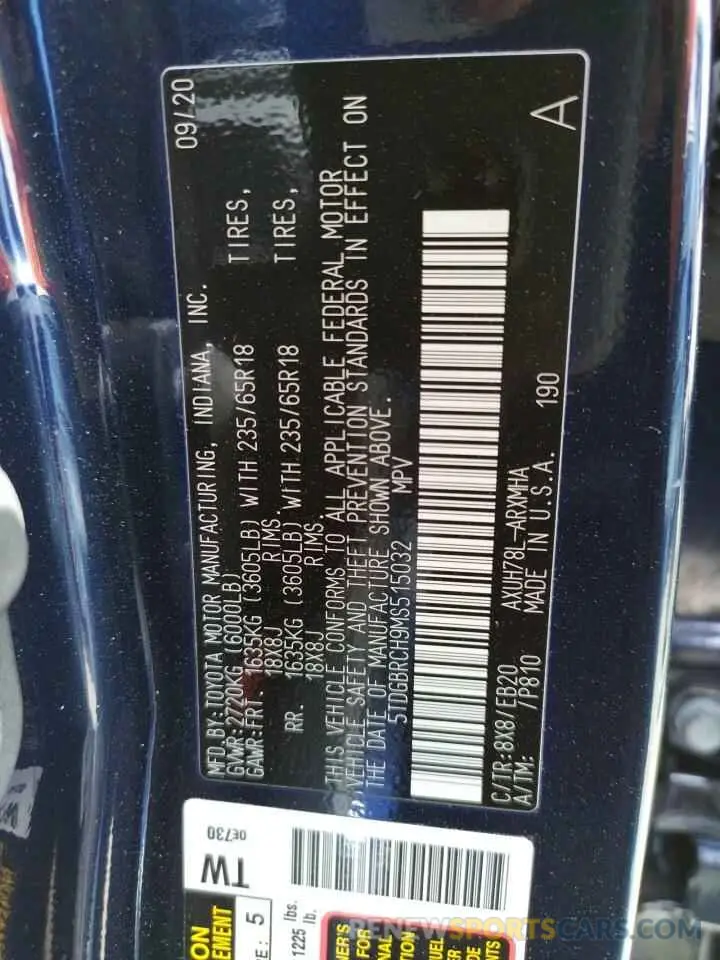 09/20
MFD. BY:TOYOTA MOTOR MANUFACTURING, INDIANA, INC.
GVWR:2720KG (6000LB)
GAWR:FRT. 1635KG (3605LB) WITH 235/65R18 TIRES,
18X8J RIMS.
RR. 1635KG (3605LB) WITH 235/65R18 TIRES,
18X8J RIMS.
THIS VEHICLE CONFORMS TO ALL APPLICABLE FEDERAL MOTOR
VEHICLE SAFETY AND THEFT PREVENTION STANDARDS IN EFFECT ON
THE DATE OF MANUFACTURE SHOWN ABOVE.
5TDGBRCH9MS515032 MPV
A
C/TR:8X8/EB20 AXUH78L-ARXMHA
A/TM: /P810 MADE IN U.S.A. 190
TW
0E730
5
1225 lbs.
1225 lb.
RENEWSPORTSCARS.COM